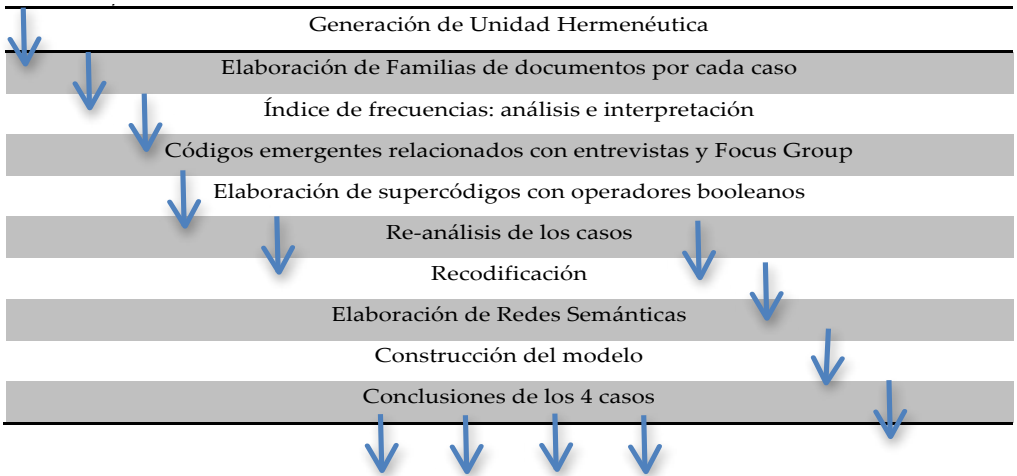 Generación de Unidad Hermenéutica
Elaboración de Familias de documentos por cada caso
Índice de frecuencias: análisis e interpretación
Códigos emergentes relacionados con entrevistas y Focus Group
Elaboración de supercódigos con operadores booleanos
Re-análisis de los casos
Recodificación
Elaboración de Redes Semánticas
Construcción del modelo
Conclusiones de los 4 casos